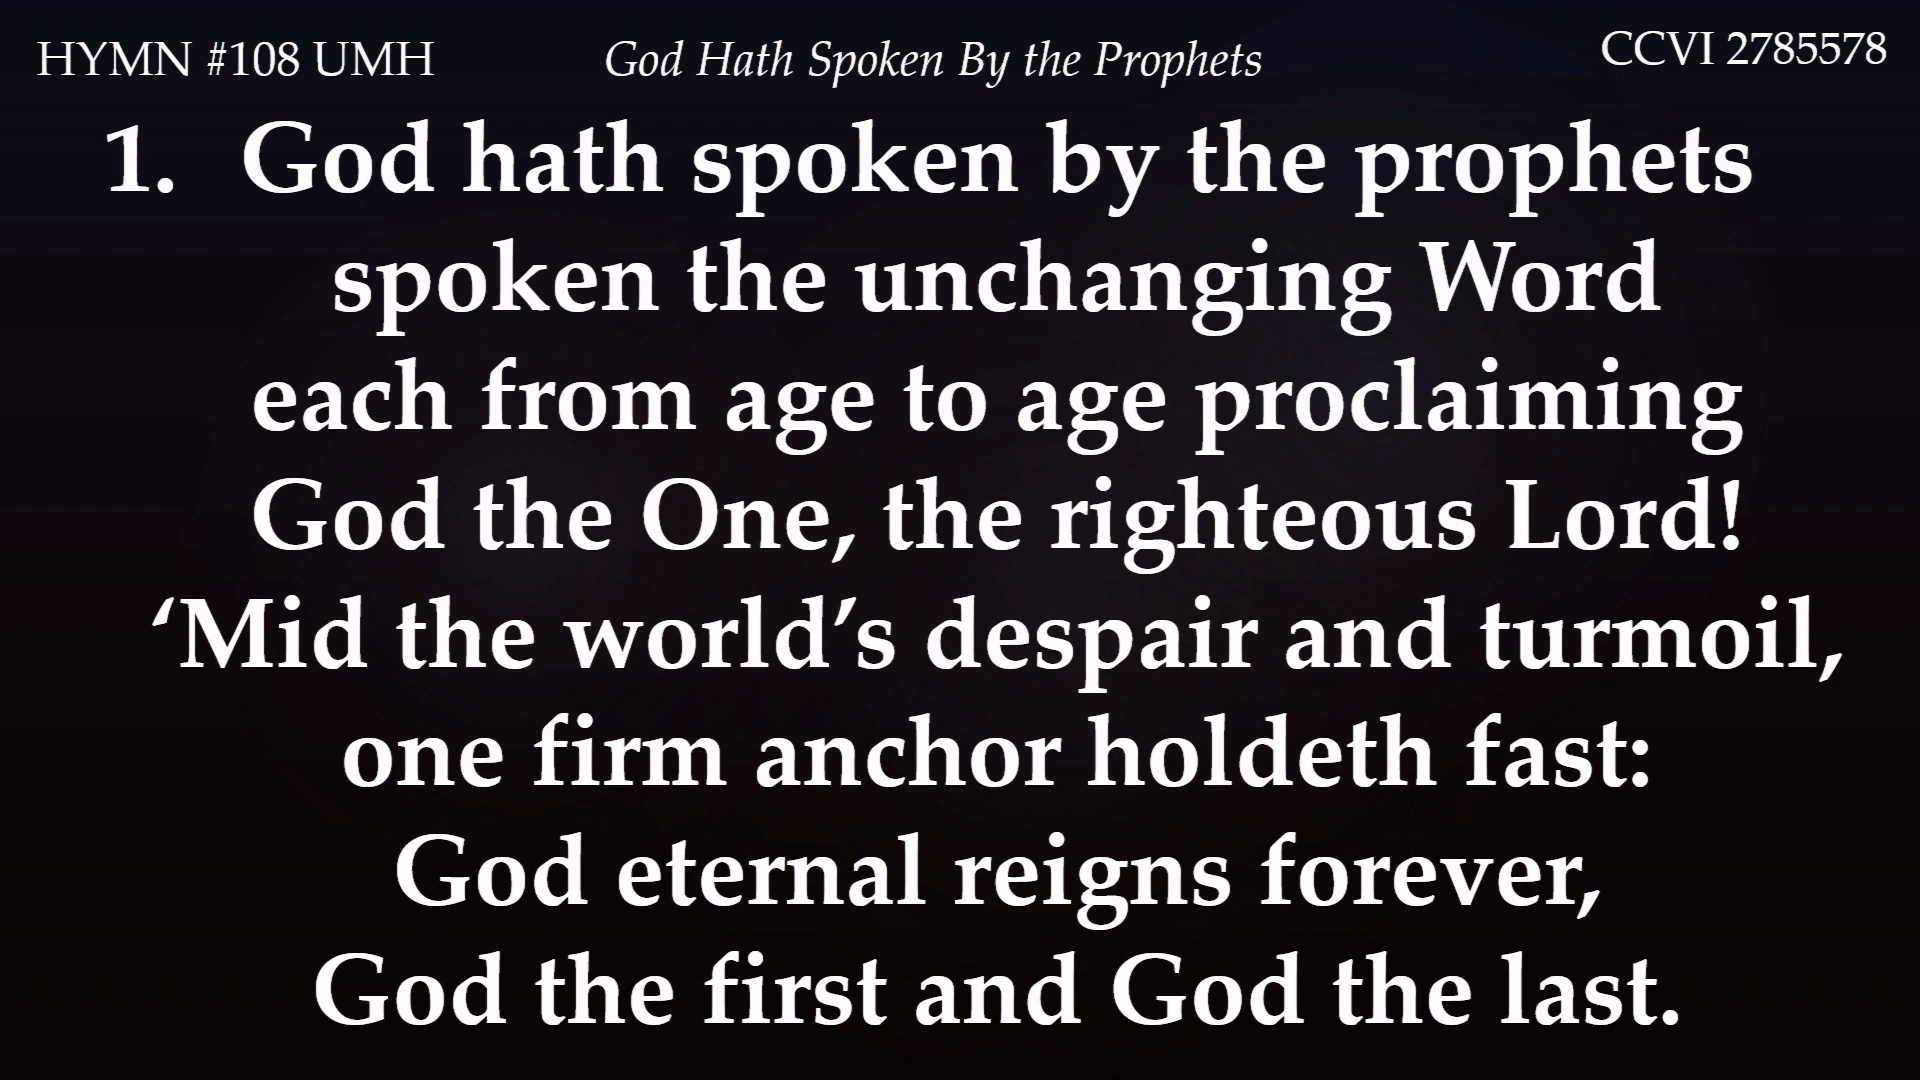 HYMN #108 UMH
God Hath Spoken By the Prophets
CCVI 2785578
1. God hath spoken by the prophets
spoken the unchanging Word
each from age to age proclaiming
God the One, the righteous Lord!
‘Mid the world’s despair and turmoil,
one firm anchor holdeth fast:
God eternal reigns forever,
God the first and God the last.